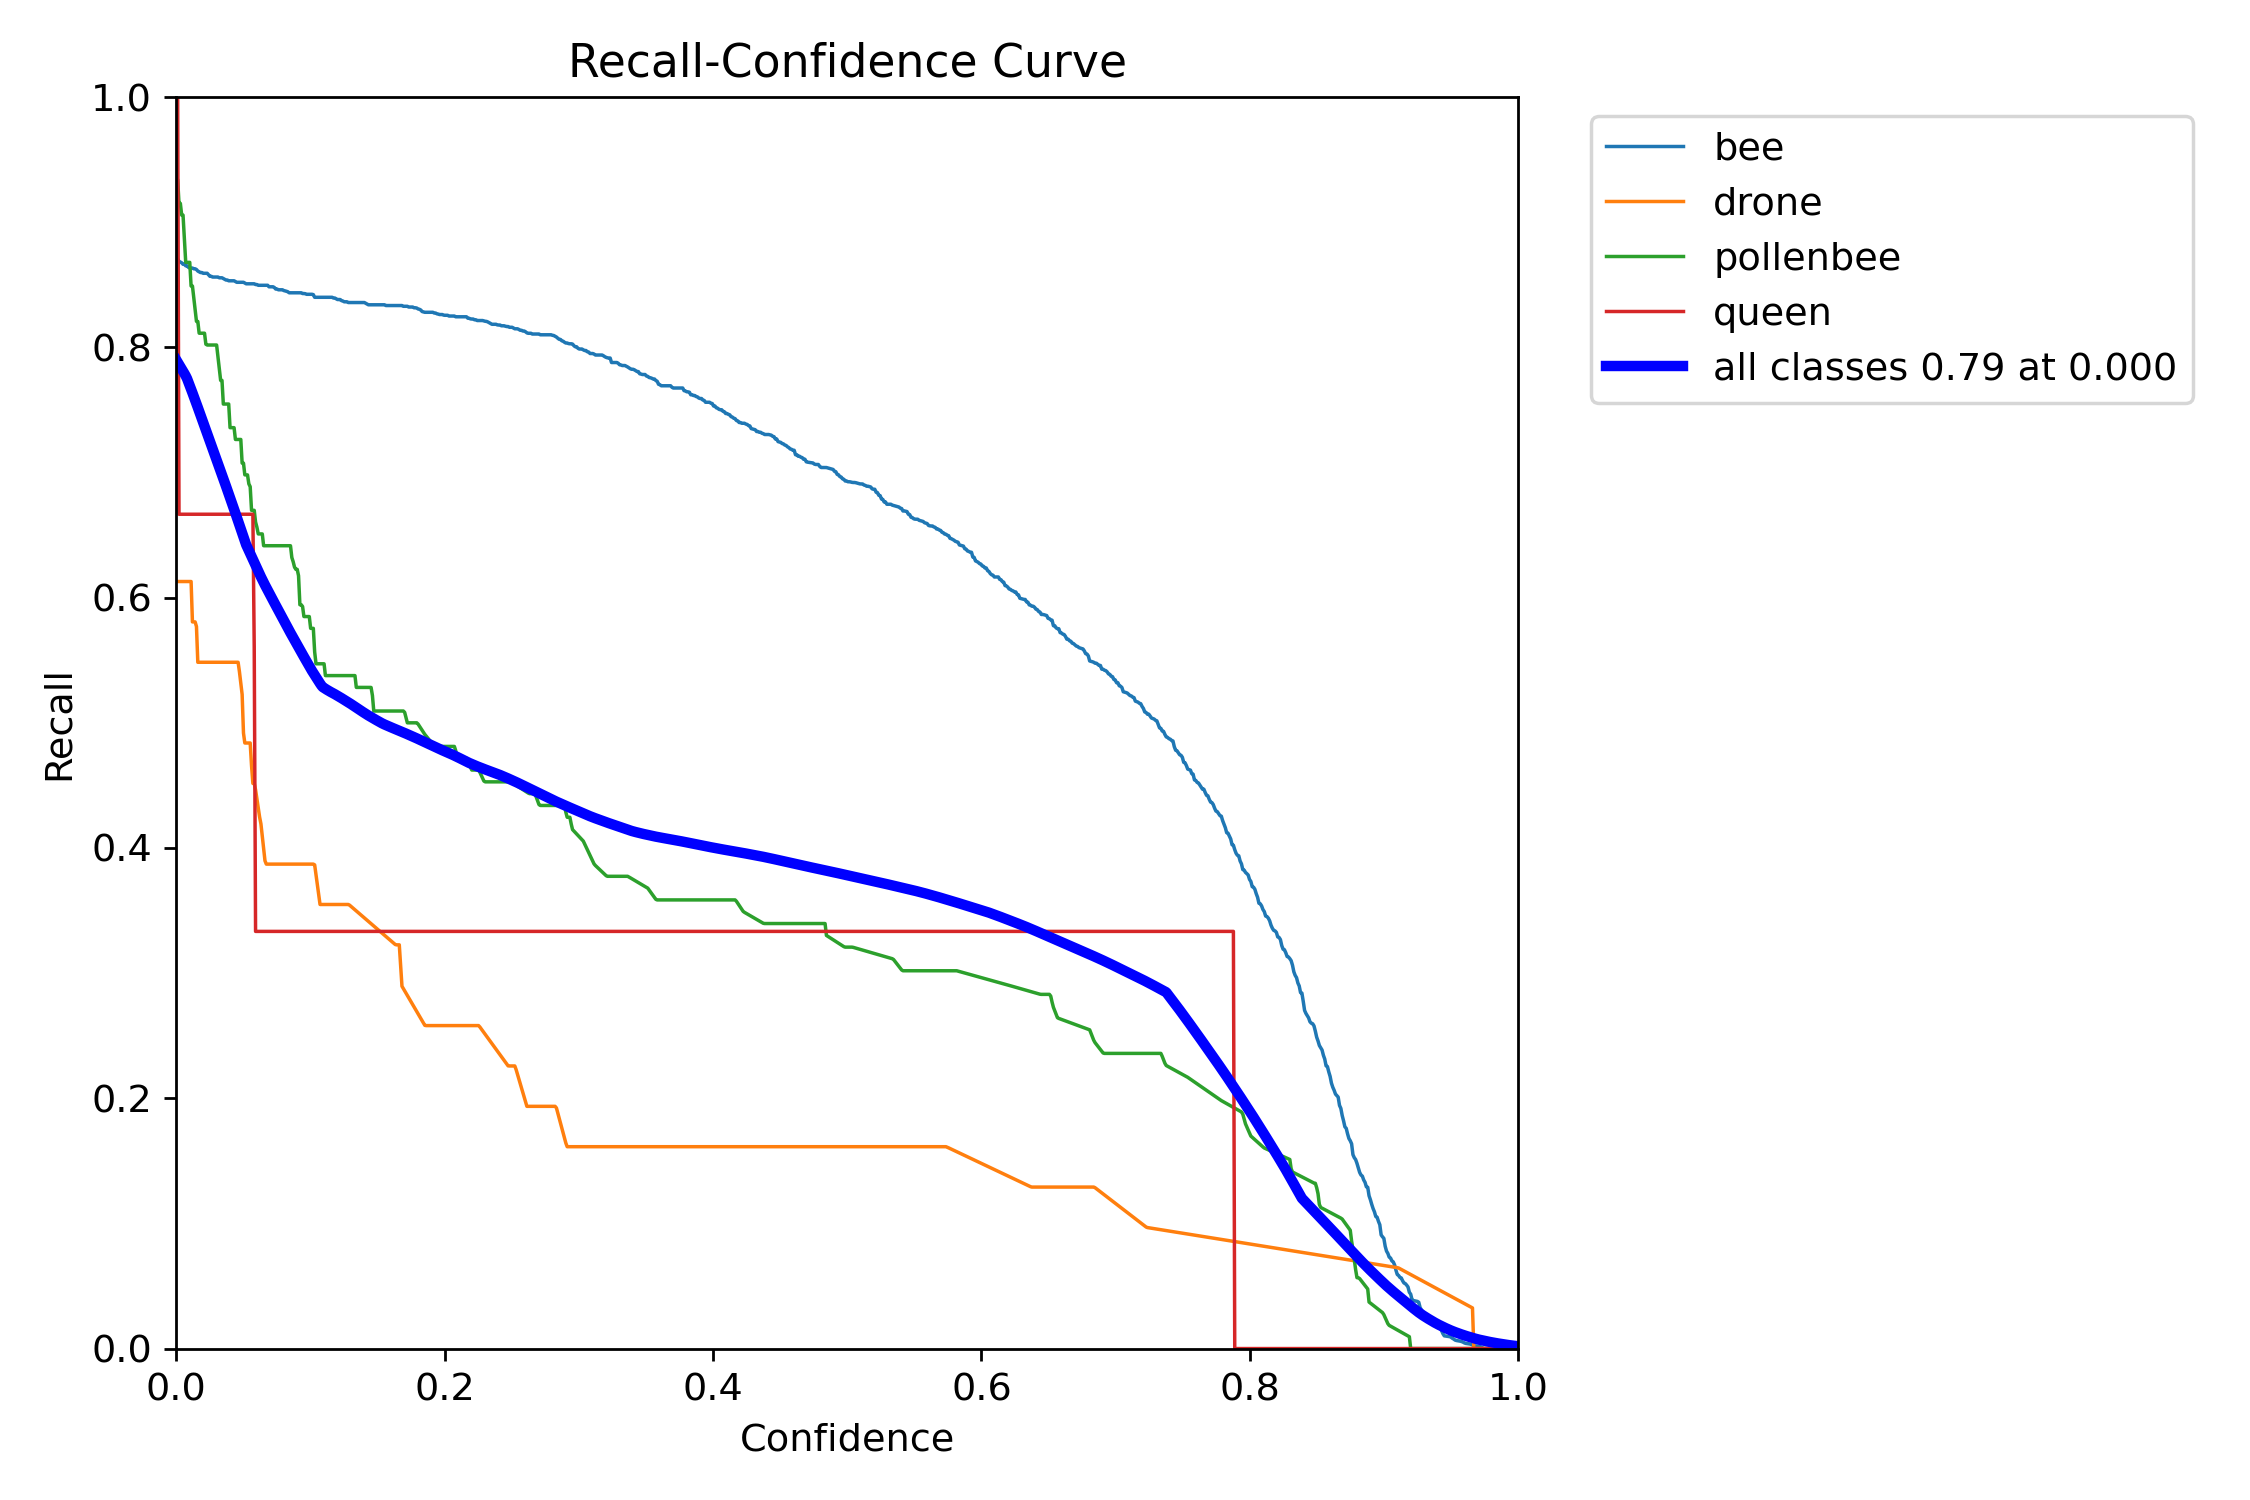 Recall-Confidence Curve
1.0
0.8
0.6
0.4
0.2
0.0
Recall
0.0 0.2 0.4 0.6 0.8 1.0
Confidence
bee
drone
pollenbee
queen
all classes 0.79 at 0.000